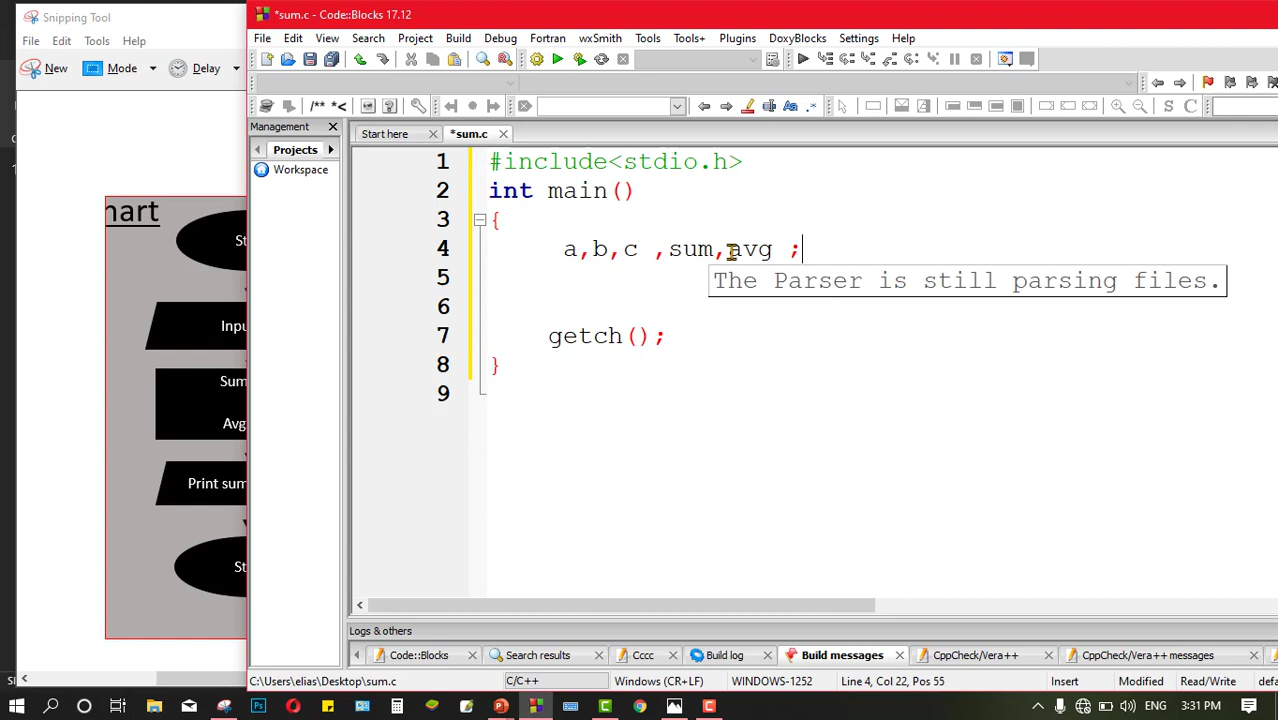 Snipping Tool
File Edit Tools Help
New Mode Delay
hart
Inpu
Sum
Avg
Print sum
St
*sum.c - Code::Blocks 17.12
File Edit View Search Project Build Debug Fortran wxSmith Tools Tools+ Plugins DoxyBlocks Settings Help
/** *<
S C
Management
Projects
Workspace
Start here *sum.c
1 #include<stdio.h>
2 int main()
3 {
4 a,b,c ,sum,avg ;
The Parser is still parsing files.
5
6
7 getch();
8 }
9
Logs & others
Code::Blocks Search results Cccc Build log Build messages CppCheck/Vera++ CppCheck/Vera++ messages
C:\Users\elias\Desktop\sum.c C/C++ Windows (CR+LF) WINDOWS-1252 Line 4, Col 22, Pos 55 Insert Modified Read/Write
ENG 3:31 PM